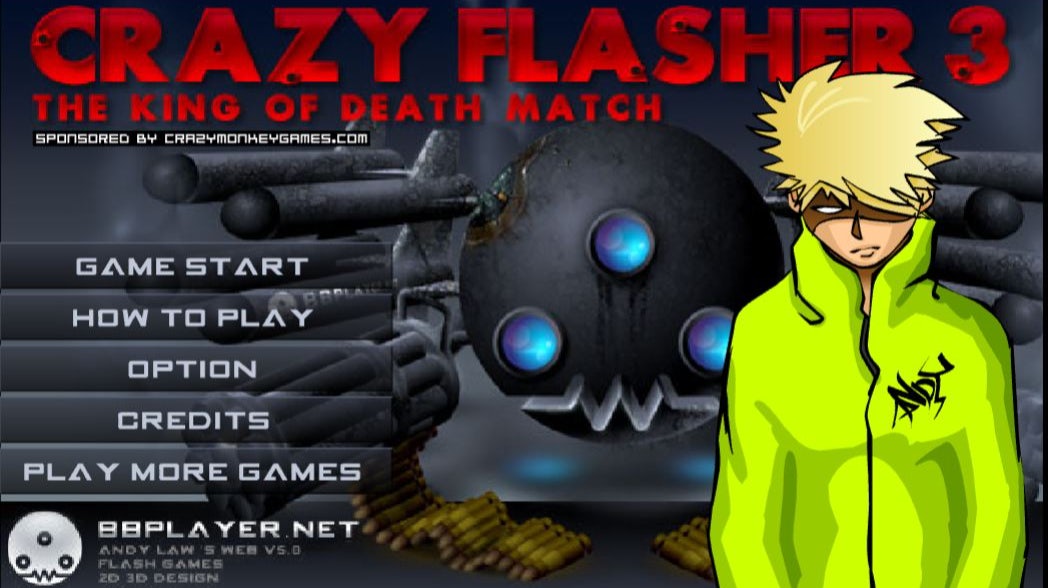 CRAZY FLASHER 3
THE KING OF DEATH MATCH
SPONSORED BY CRAZYMONKEYGAMES.COM
GAME START
HOW TO PLAY
OPTION
CREDITS
PLAY MORE GAMES
ANDY
88PLAYER.NET
ANDY LAW 'S WEB V5.0
FLASH GAMES
2D 3D DESIGN